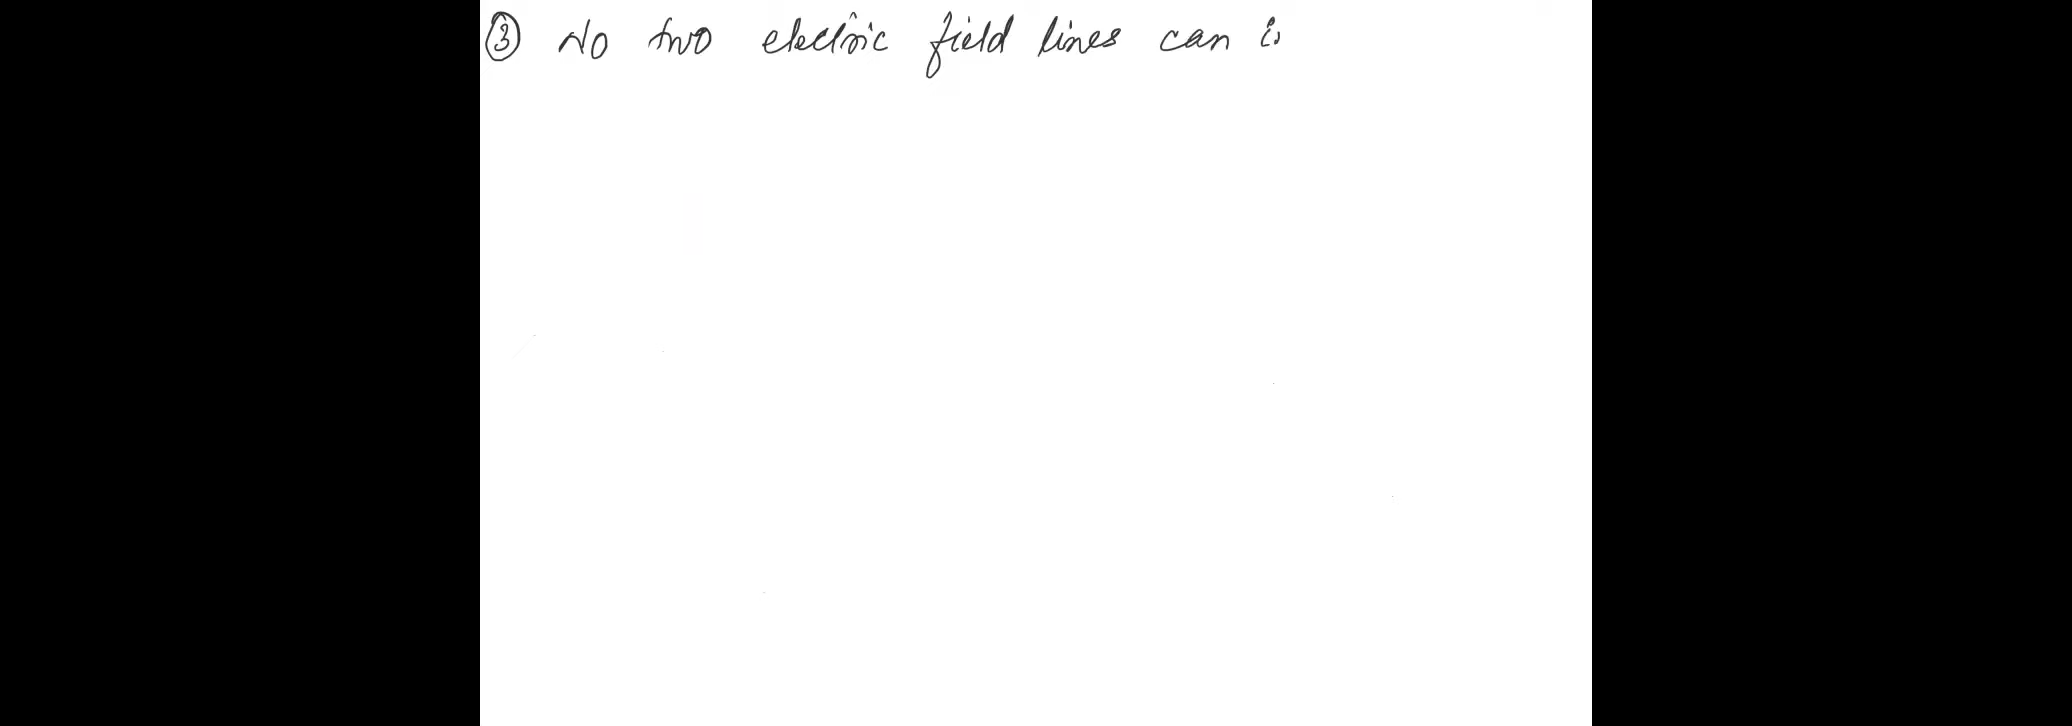 ③ No two electric field lines can i